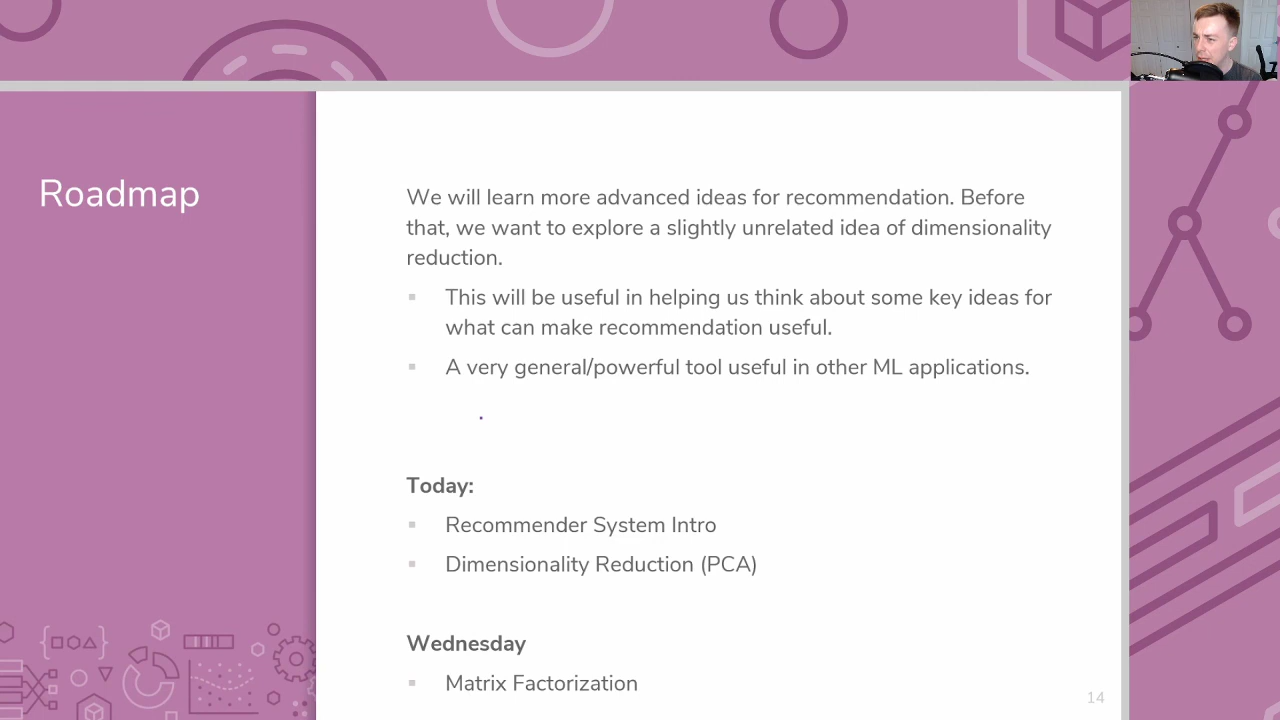 Roadmap
We will learn more advanced ideas for recommendation. Before
that, we want to explore a slightly unrelated idea of dimensionality
reduction.
▪ This will be useful in helping us think about some key ideas for
what can make recommendation useful.
▪ A very general/powerful tool useful in other ML applications.
Today:
▪ Recommender System Intro
▪ Dimensionality Reduction (PCA)
Wednesday
▪ Matrix Factorization
14